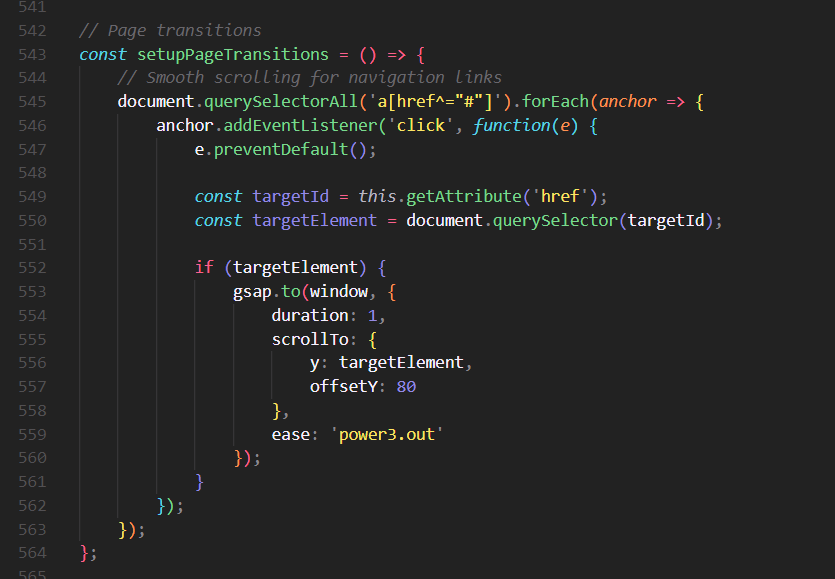 541
542 // Page transitions
543 const setupPageTransitions = () => {
544     // Smooth scrolling for navigation links
545     document.querySelectorAll('a[href^="#"]').forEach(anchor => {
546         anchor.addEventListener('click', function(e) {
547             e.preventDefault();
548
549             const targetId = this.getAttribute('href');
550             const targetElement = document.querySelector(targetId);
551
552             if (targetElement) {
553                 gsap.to(window, {
554                     duration: 1,
555                     scrollTo: {
556                         y: targetElement,
557                         offsetY: 80
558                     },
559                     ease: 'power3.out'
560                 });
561             }
562         });
563     });
564 };
565